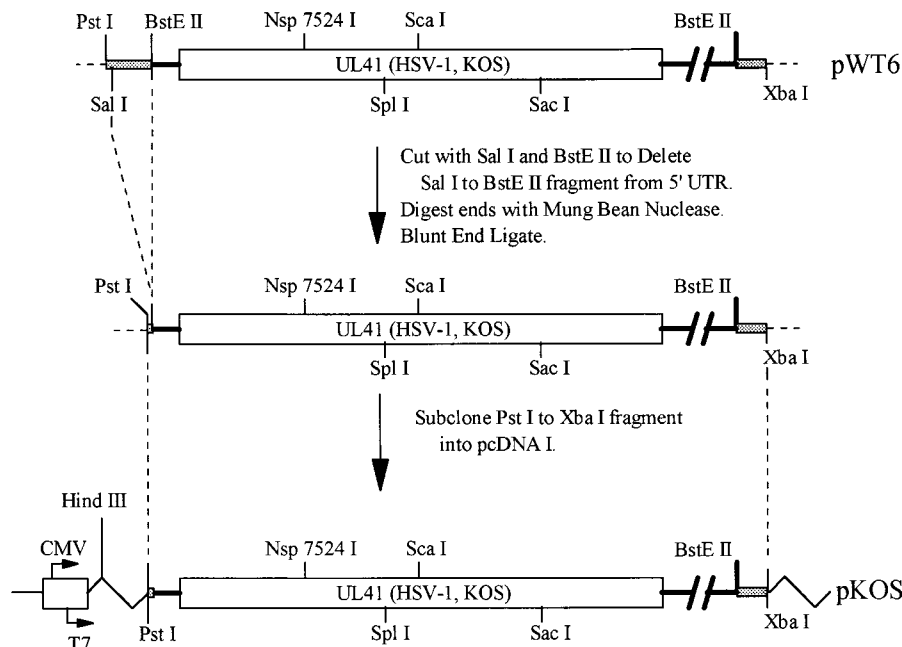 Pst I BstE II Nsp 7524 I Sca I BstE II
UL41 (HSV-1, KOS) pWT6
Sal I Spl I Sac I Xba I
Cut with Sal I and BstE II to Delete
Sal I to BstE II fragment from 5' UTR.
Digest ends with Mung Bean Nuclease.
Blunt End Ligate.
Pst I Nsp 7524 I Sca I BstE II
UL41 (HSV-1, KOS)
Spl I Sac I Xba I
Subclone Pst I to Xba I fragment
into pcDNA I.
Hind III
CMV Nsp 7524 I Sca I BstE II
UL41 (HSV-1, KOS) pKOS
T7 Pst I Spl I Sac I Xba I